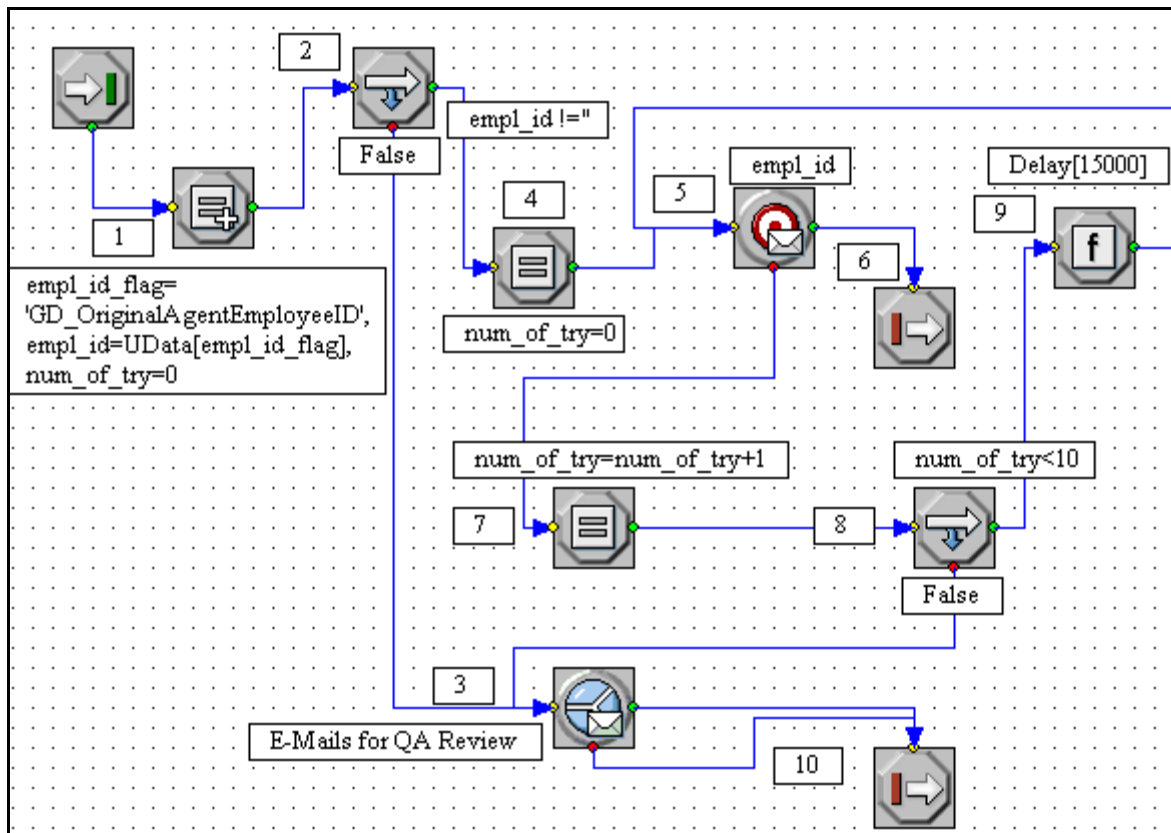 2
empl_id !=''
False
1
empl_id_flag=
'GD_OriginalAgentEmployeeID',
empl_id=UData[empl_id_flag],
num_of_try=0
4
num_of_try=0
5
empl_id
6
Delay[15000]
9
num_of_try=num_of_try+1
7
8
num_of_try<10
False
3
E-Mails for QA Review
10
f